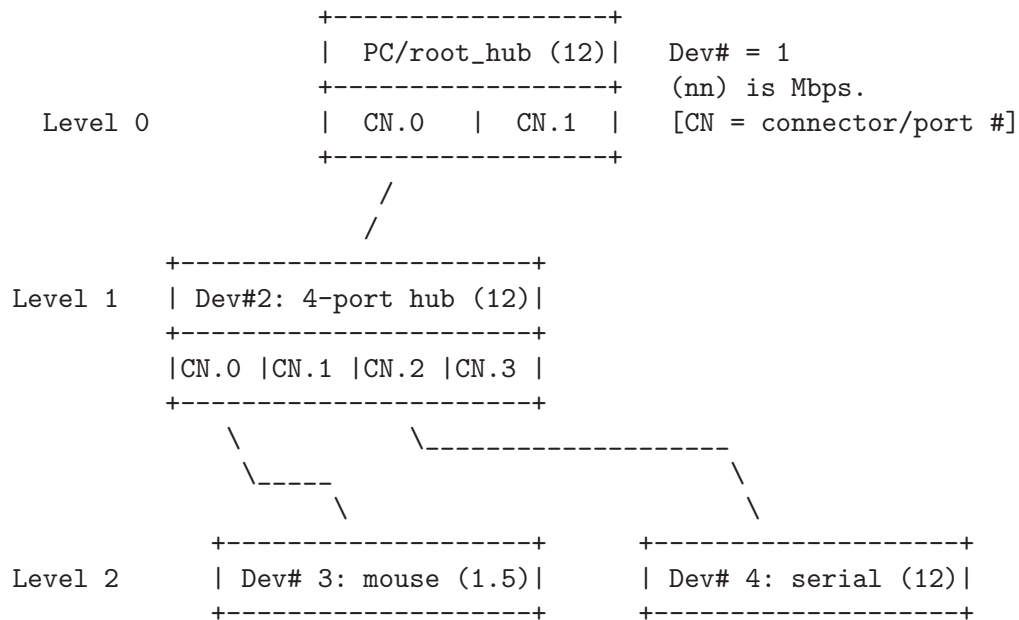 PC/root_hub (12)| Dev# = 1
(nn) is Mbps.
Level 0 | CN.0 | CN.1 | [CN = connector/port #]
Level 1 | Dev#2: 4-port hub (12)|
|CN.0 |CN.1 |CN.2 |CN.3 |
Level 2 | Dev# 3: mouse (1.5)| | Dev# 4: serial (12)|